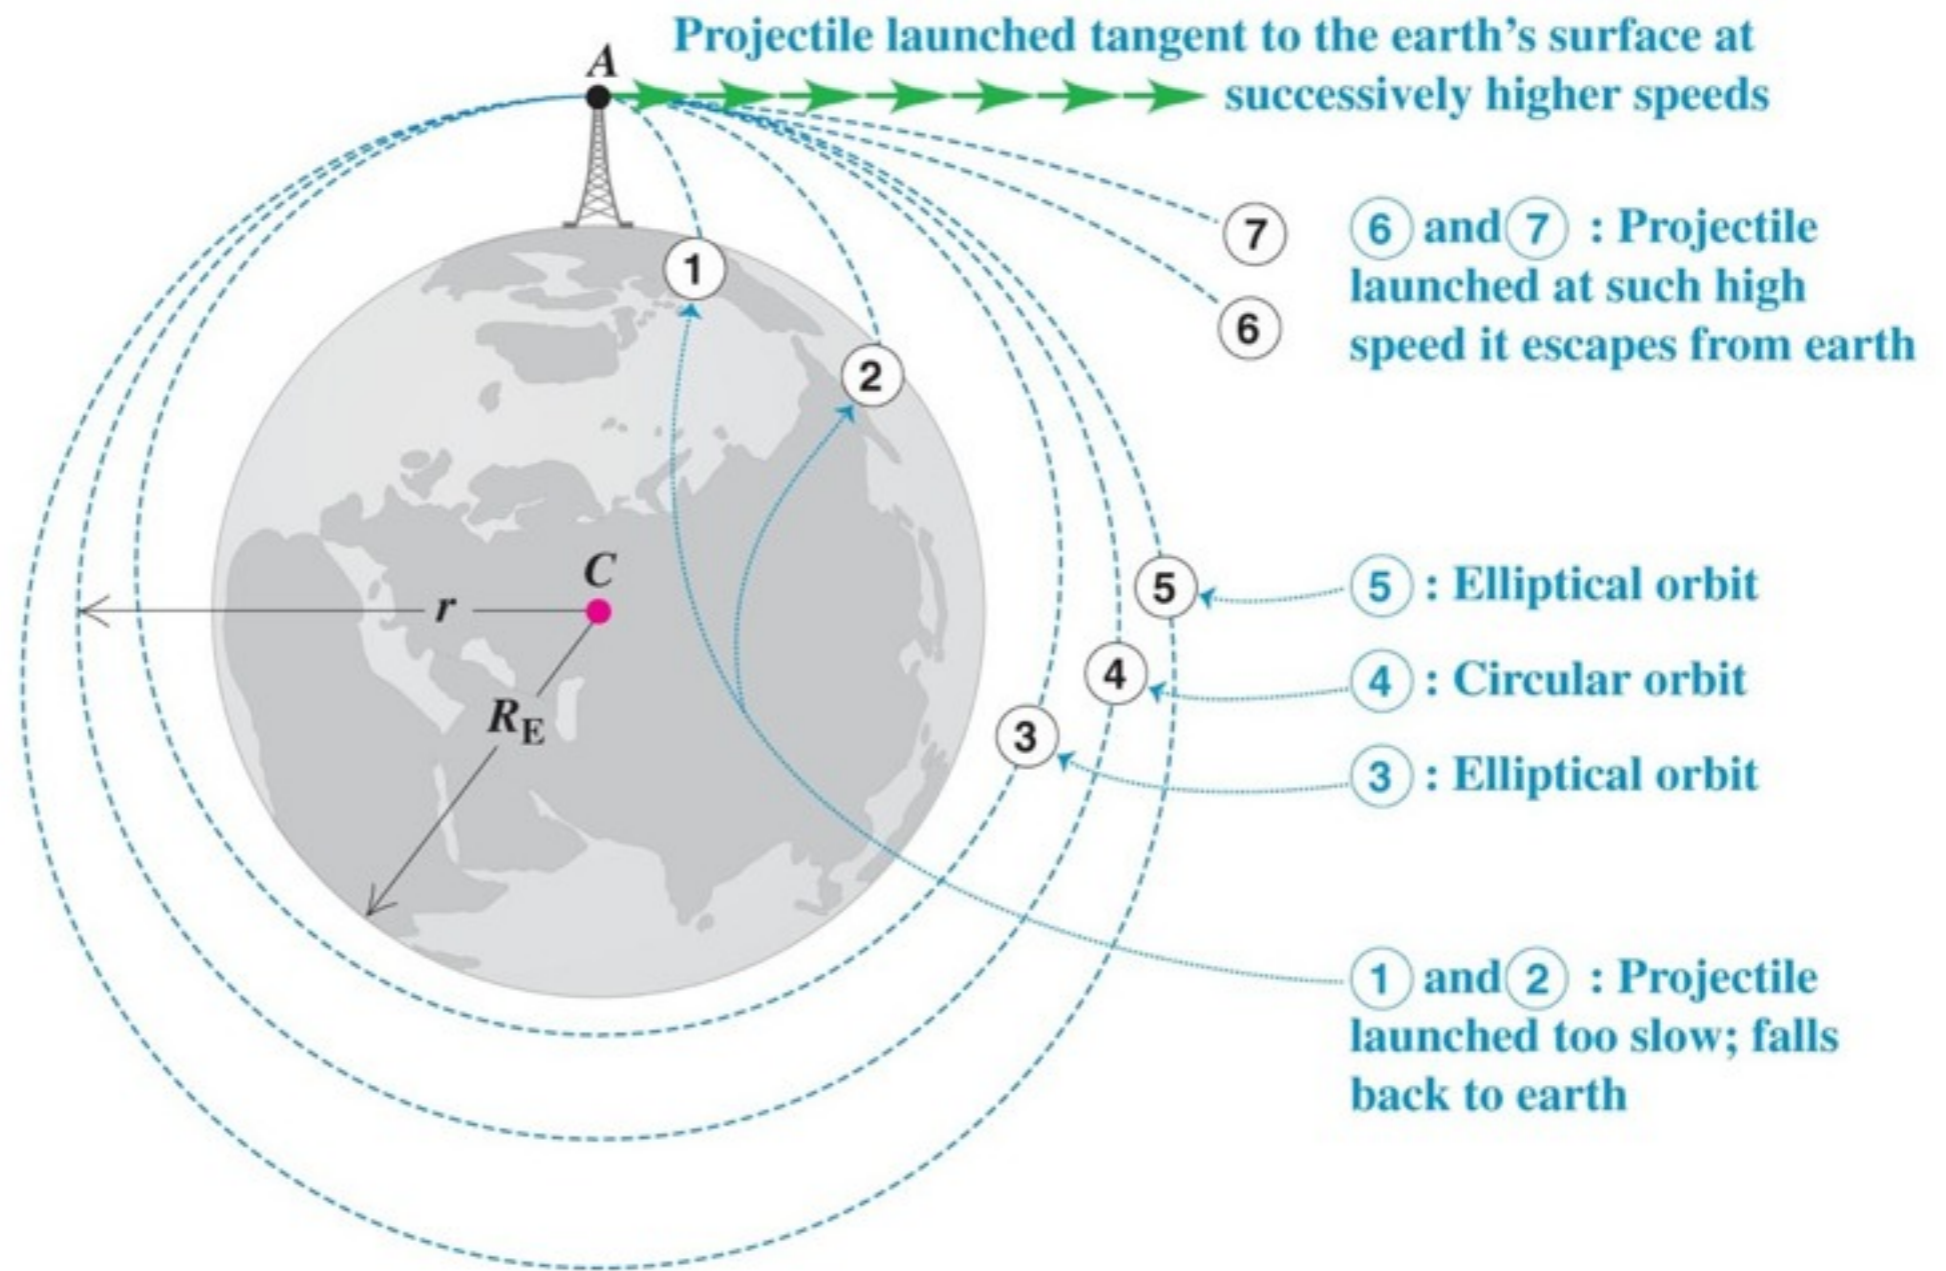 Projectile launched tangent to the earth's surface at
successively higher speeds
A
7
6
6 and 7 : Projectile
launched at such high
speed it escapes from earth
1
2
C
r
R_E
5
5 : Elliptical orbit
4
4 : Circular orbit
3
3 : Elliptical orbit
1 and 2 : Projectile
launched too slow; falls
back to earth